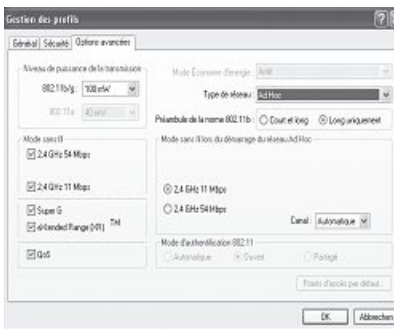 Gestion des profils
Général Sécurité Options avancées
Niveau de puissance de la transmission
802.11b/g: 100 mW
802.11a: 40 mW
Mode Economie d'énergie: Arrêt
Type de réseau: Ad Hoc
Préambule de la norme 802.11b: Court et long Long uniquement
Mode sans fil
2,4 GHz 54 Mbps
2,4 GHz 11 Mbps
Super G
eXtended Range (XR) TM
QoS
Mode sans fil lors du démarrage du réseau Ad Hoc
2.4 GHz 11 Mbps
2.4 GHz 54 Mbps
Canal: Automatique
Mode d'authentification 802.11
Automatique Ouvert Partagé
Points d'accès par défaut...
OK Abbrechen